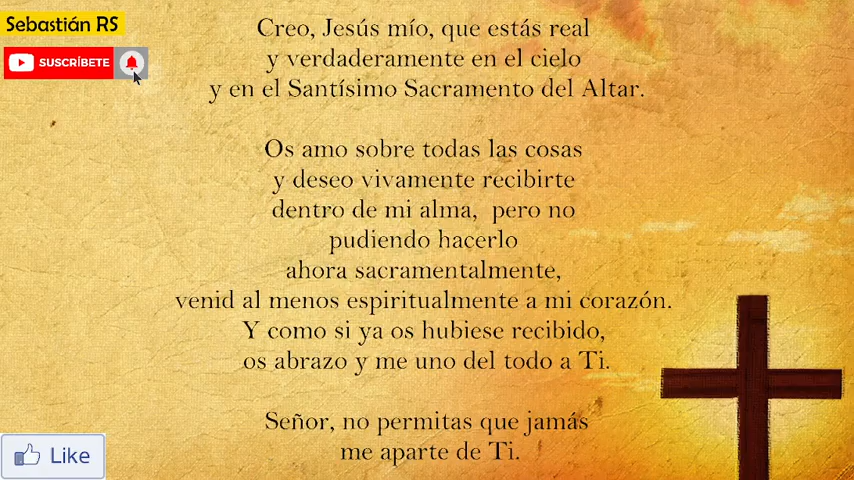 Sebastián RS
SUSCRÍBETE
Creo, Jesús mío, que estás real
y verdaderamente en el cielo
y en el Santísimo Sacramento del Altar.
Os amo sobre todas las cosas
y deseo vivamente recibirte
dentro de mi alma, pero no
pudiendo hacerlo
ahora sacramentalmente,
venid al menos espiritualmente a mi corazón.
Y como si ya os hubiese recibido,
os abrazo y me uno del todo a Ti.
Señor, no permitas que jamás
me aparte de Ti.
Like